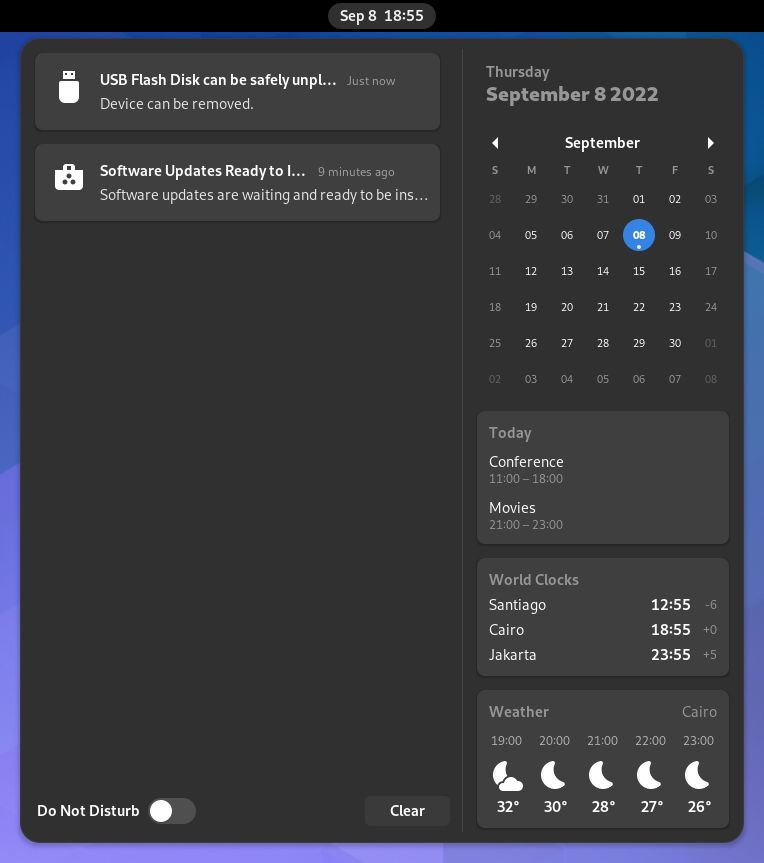 Sep 8 18:55
USB Flash Disk can be safely unpl… Just now
Device can be removed.
Software Updates Ready to I… 9 minutes ago
Software updates are waiting and ready to be ins…
Do Not Disturb
Clear
Thursday
September 8 2022
September
S M T W T F S
28 29 30 31 01 02 03
04 05 06 07 08 09 10
11 12 13 14 15 16 17
18 19 20 21 22 23 24
25 26 27 28 29 30 01
02 03 04 05 06 07 08
Today
Conference
11:00 – 18:00
Movies
21:00 – 23:00
World Clocks
Santiago 12:55 -6
Cairo 18:55 +0
Jakarta 23:55 +5
Weather Cairo
19:00 20:00 21:00 22:00 23:00
32° 30° 28° 27° 26°